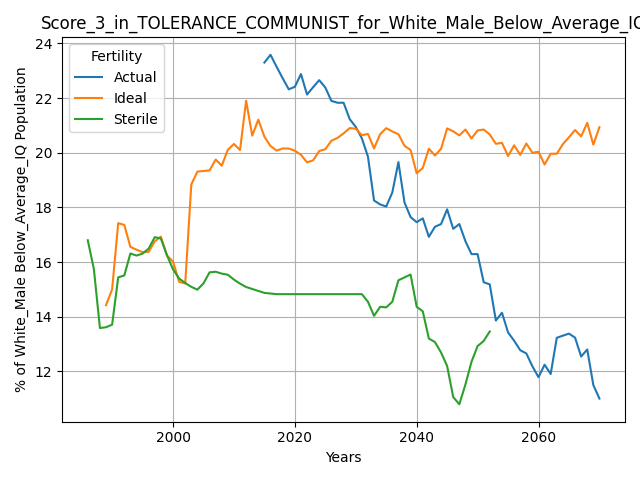 Score_3_in_TOLERANCE_COMMUNIST_for_White_Male_Below_Average_IQ
Fertility
Actual
Ideal
Sterile
% of White_Male Below_Average_IQ Population
24
22
20
18
16
14
12
2000
2020
2040
2060
Years